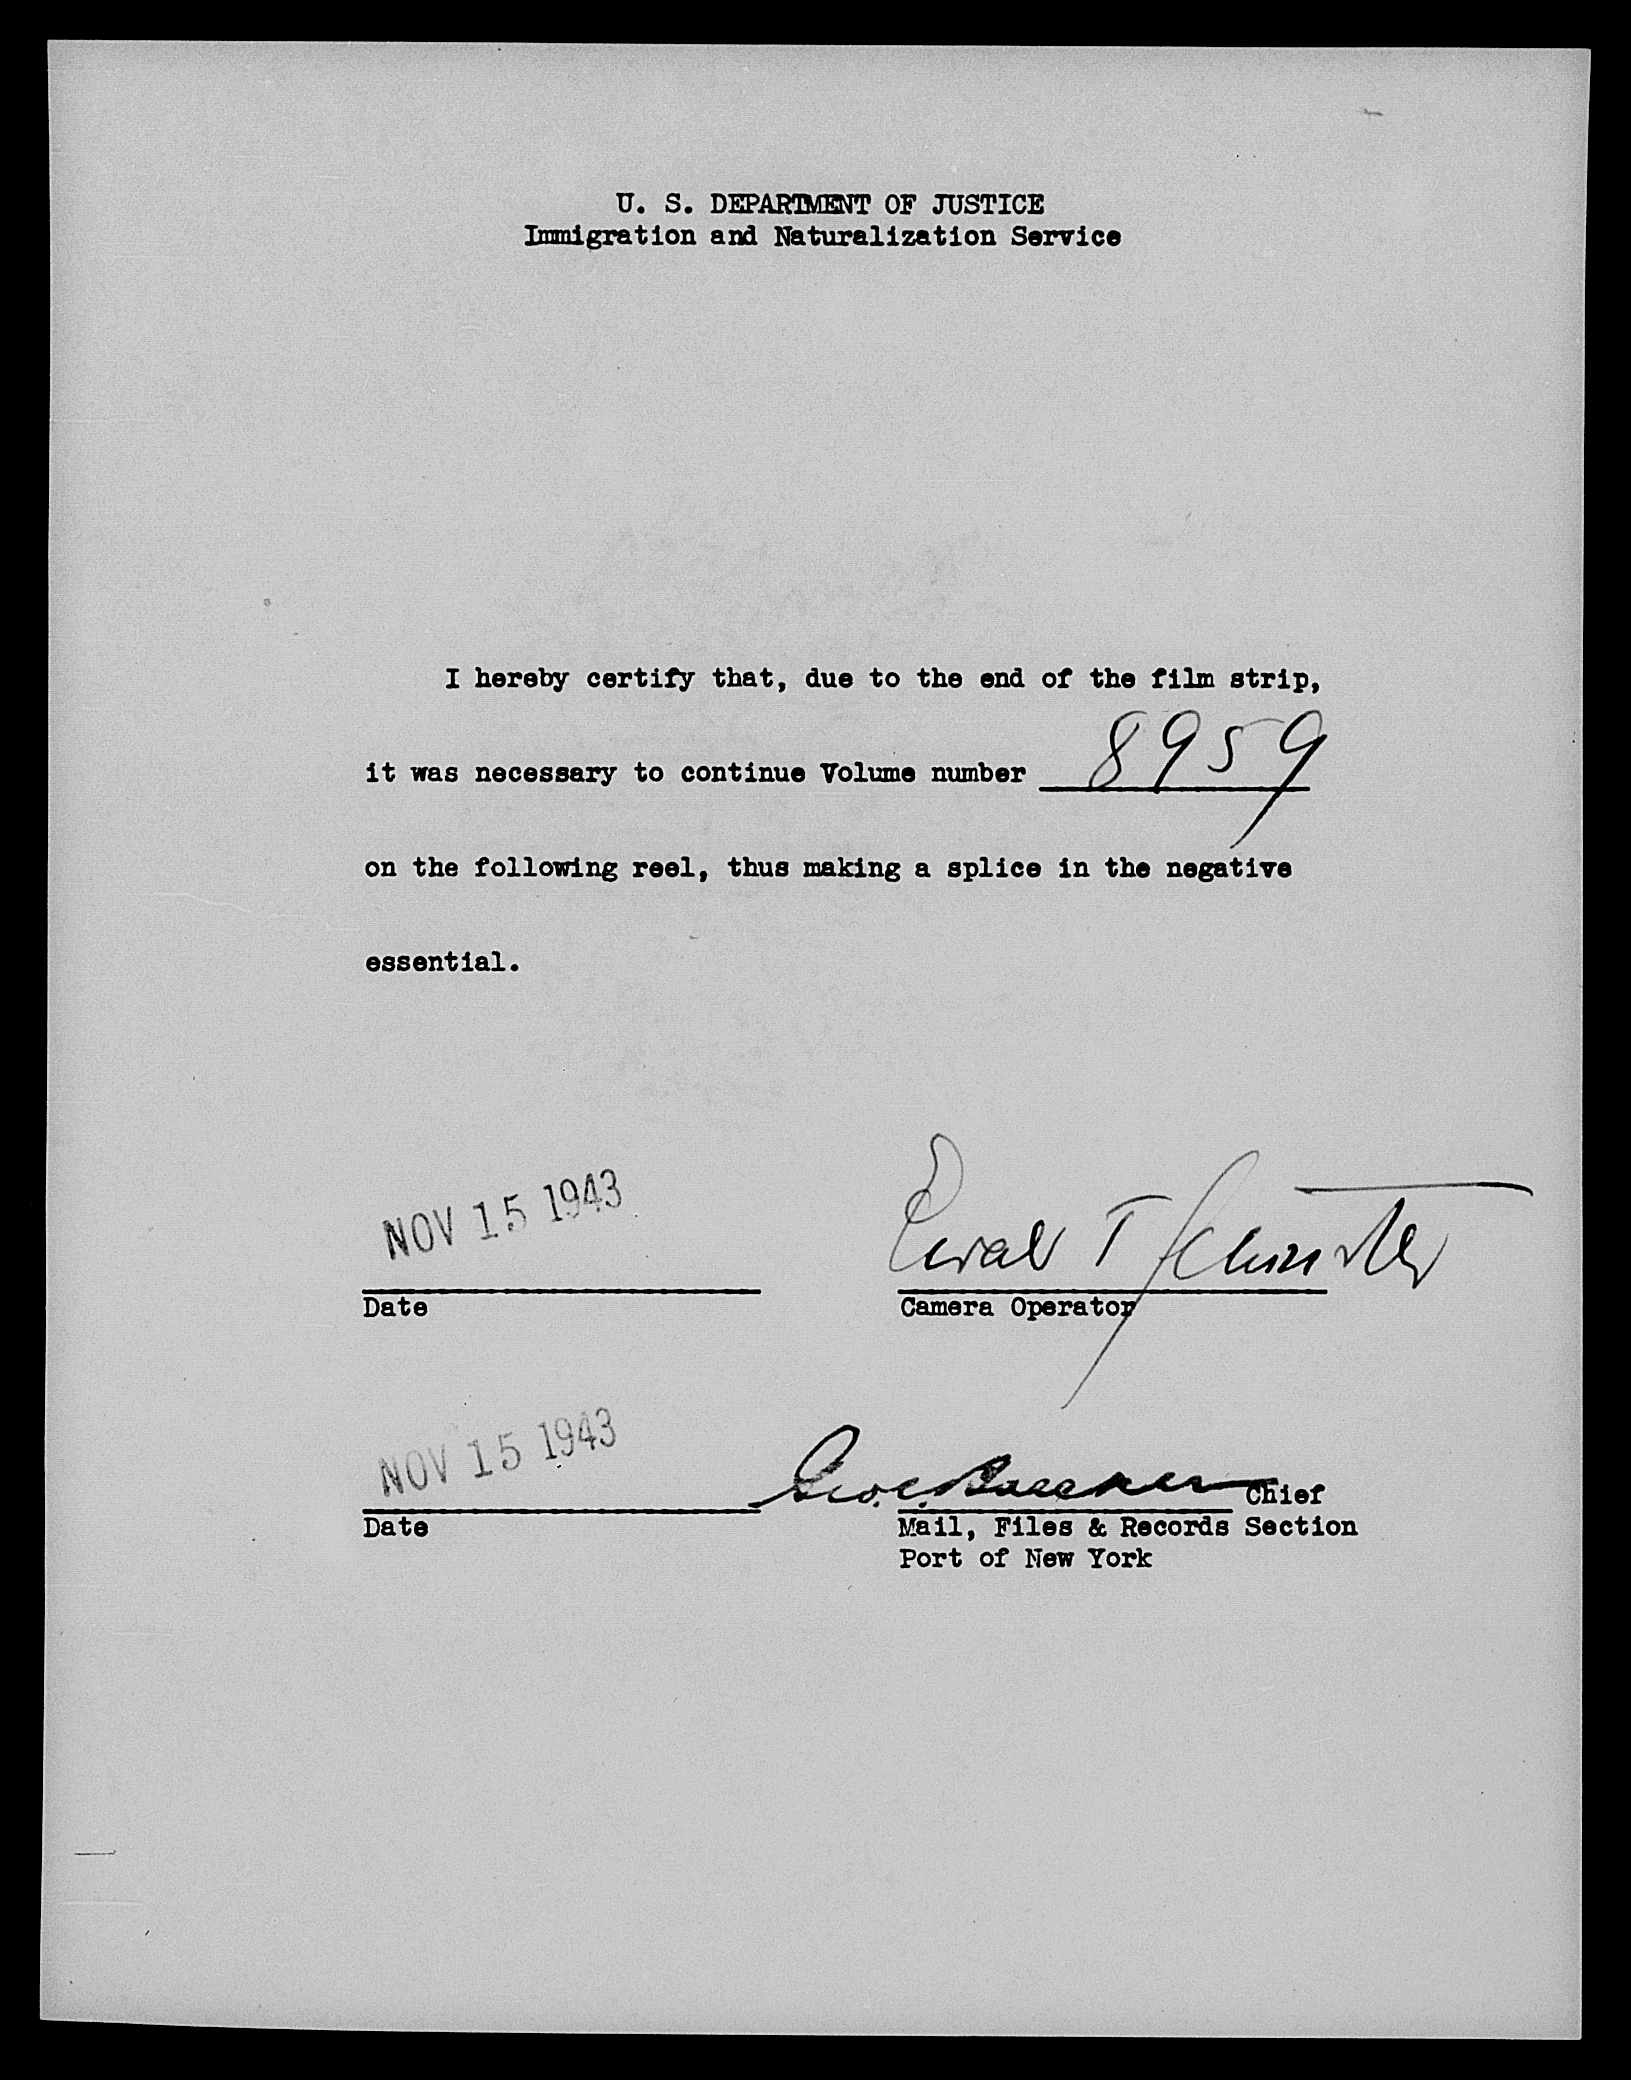 U. S. DEPARTMENT OF JUSTICE
Immigration and Naturalization Service
I hereby certify that, due to the end of the film strip,
it was necessary to continue Volume number 8959
on the following reel, thus making a splice in the negative
essential.
NOV 15 1943
Date
T
Camera Operator
NOV 15 1943
Geo. C. Chief
Date
Mail, Files & Records Section
Port of New York